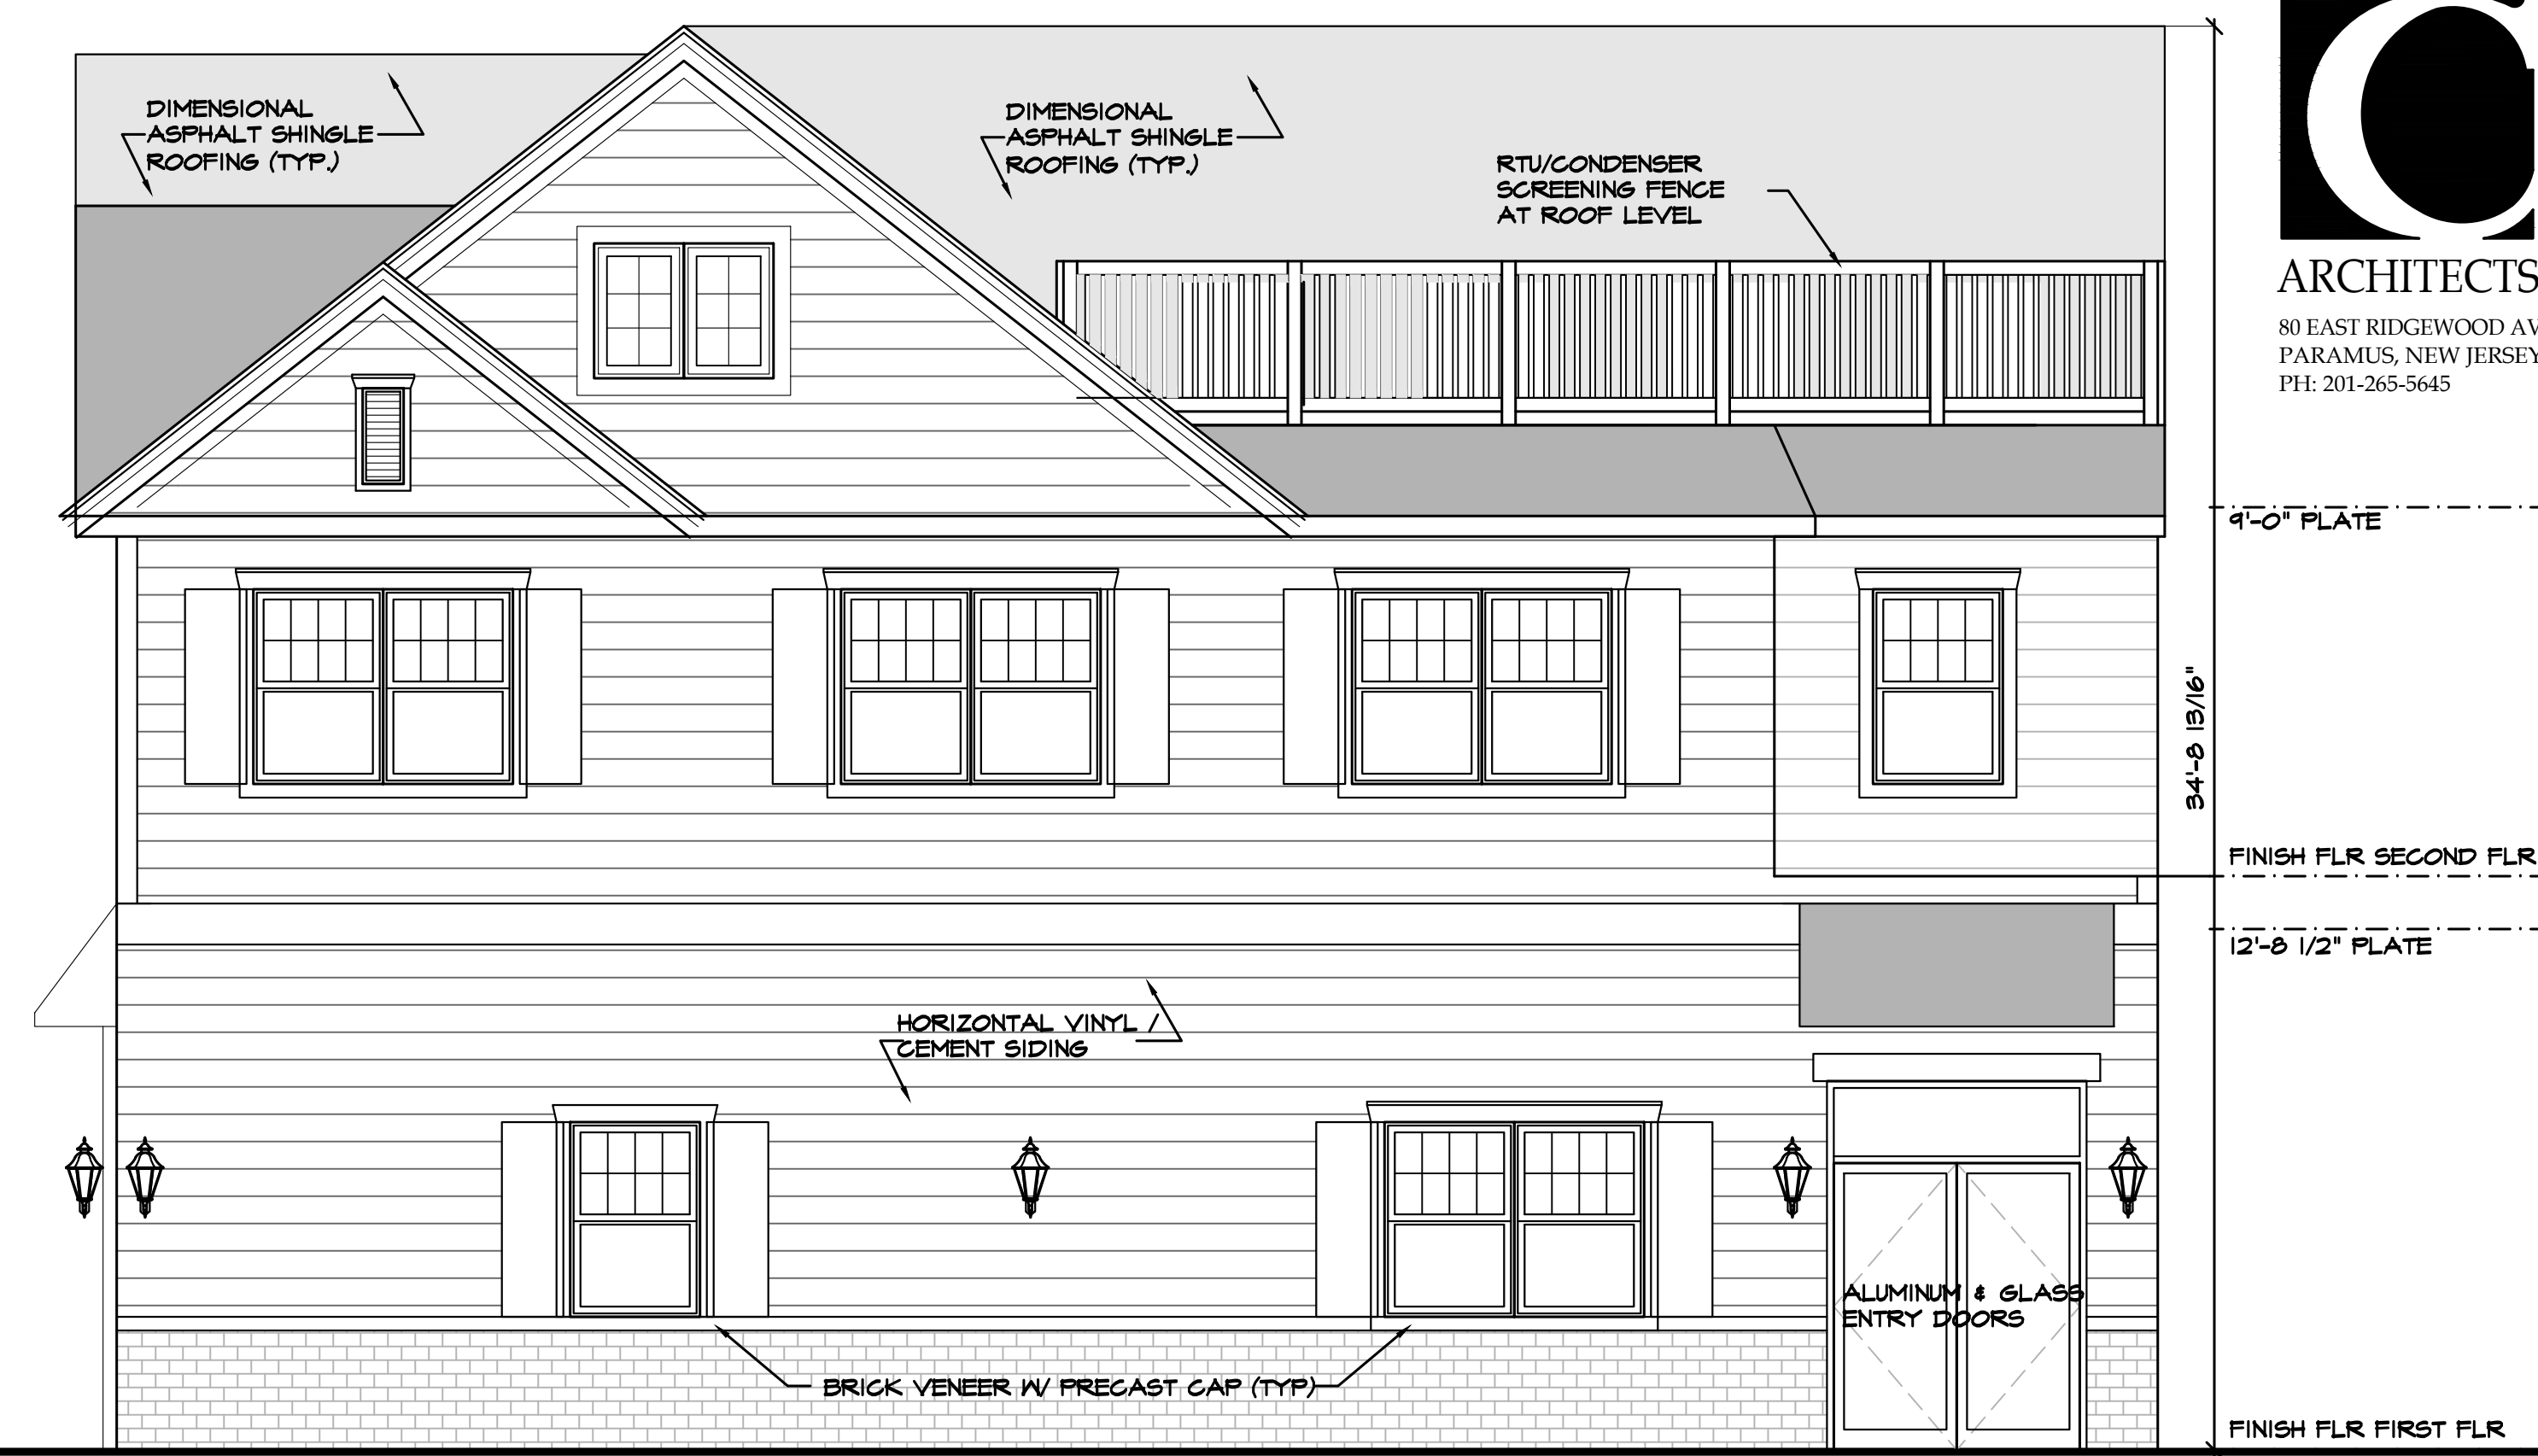 DIMENSIONAL
ASPHALT SHINGLE
ROOFING (TYP.)
DIMENSIONAL
ASPHALT SHINGLE
ROOFING (TYP.)
RTU/CONDENSER
SCREENING FENCE
AT ROOF LEVEL
ARCHITECTS
80 EAST RIDGEWOOD AV
PARAMUS, NEW JERSEY
PH: 201-265-5645
9'-0" PLATE
34'-8 13/16"
FINISH FLR SECOND FLR
12'-8 1/2" PLATE
HORIZONTAL VINYL /
CEMENT SIDING
ALUMINUM & GLASS
ENTRY DOORS
BRICK VENEER W/ PRECAST CAP (TYP)
FINISH FLR FIRST FLR